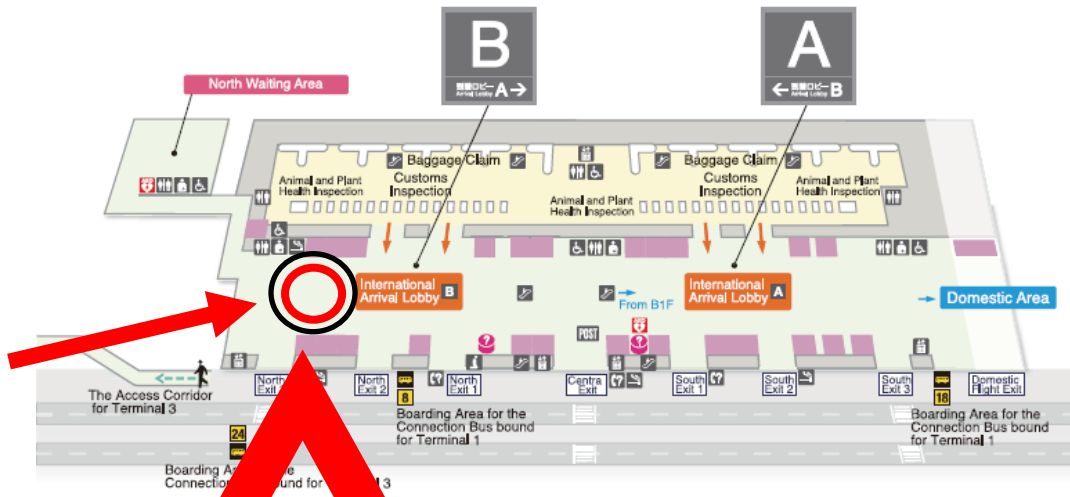 B
到着ロビー
Arrival Lobby A→
A
到着ロビー
Arrival Lobby
←B
North Waiting Area
AED
Baggage Claim
Customs
Inspection
Animal and Plant
Health Inspection
Animal and Plant
Health Inspection
Baggage Claim
Customs
Inspection
Animal and Plant
Health Inspection
International
Arrival Lobby B
From B1F
International
Arrival Lobby A
Domestic Area
POST
AED
?
?
i
The Access Corridor
for Terminal 3
North
Exit
North
Exit 2
North
Exit 1
Central
Exit
South
Exit 1
South
Exit 2
South
Exit 3
Domestic
Flight Exit
8
Boarding Area for the
Connection Bus bound
for Terminal 1
18
Boarding Area for the
Connection Bus bound
for Terminal 1
24
Boarding
Connection bound for Terminal 3